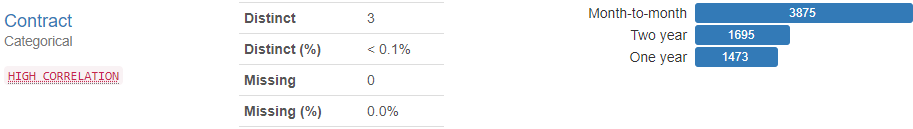 Contract
Categorical
HIGH CORRELATION
Distinct 3
Distinct (%) < 0.1%
Missing 0
Missing (%) 0.0%
Month-to-month 3875
Two year 1695
One year 1473